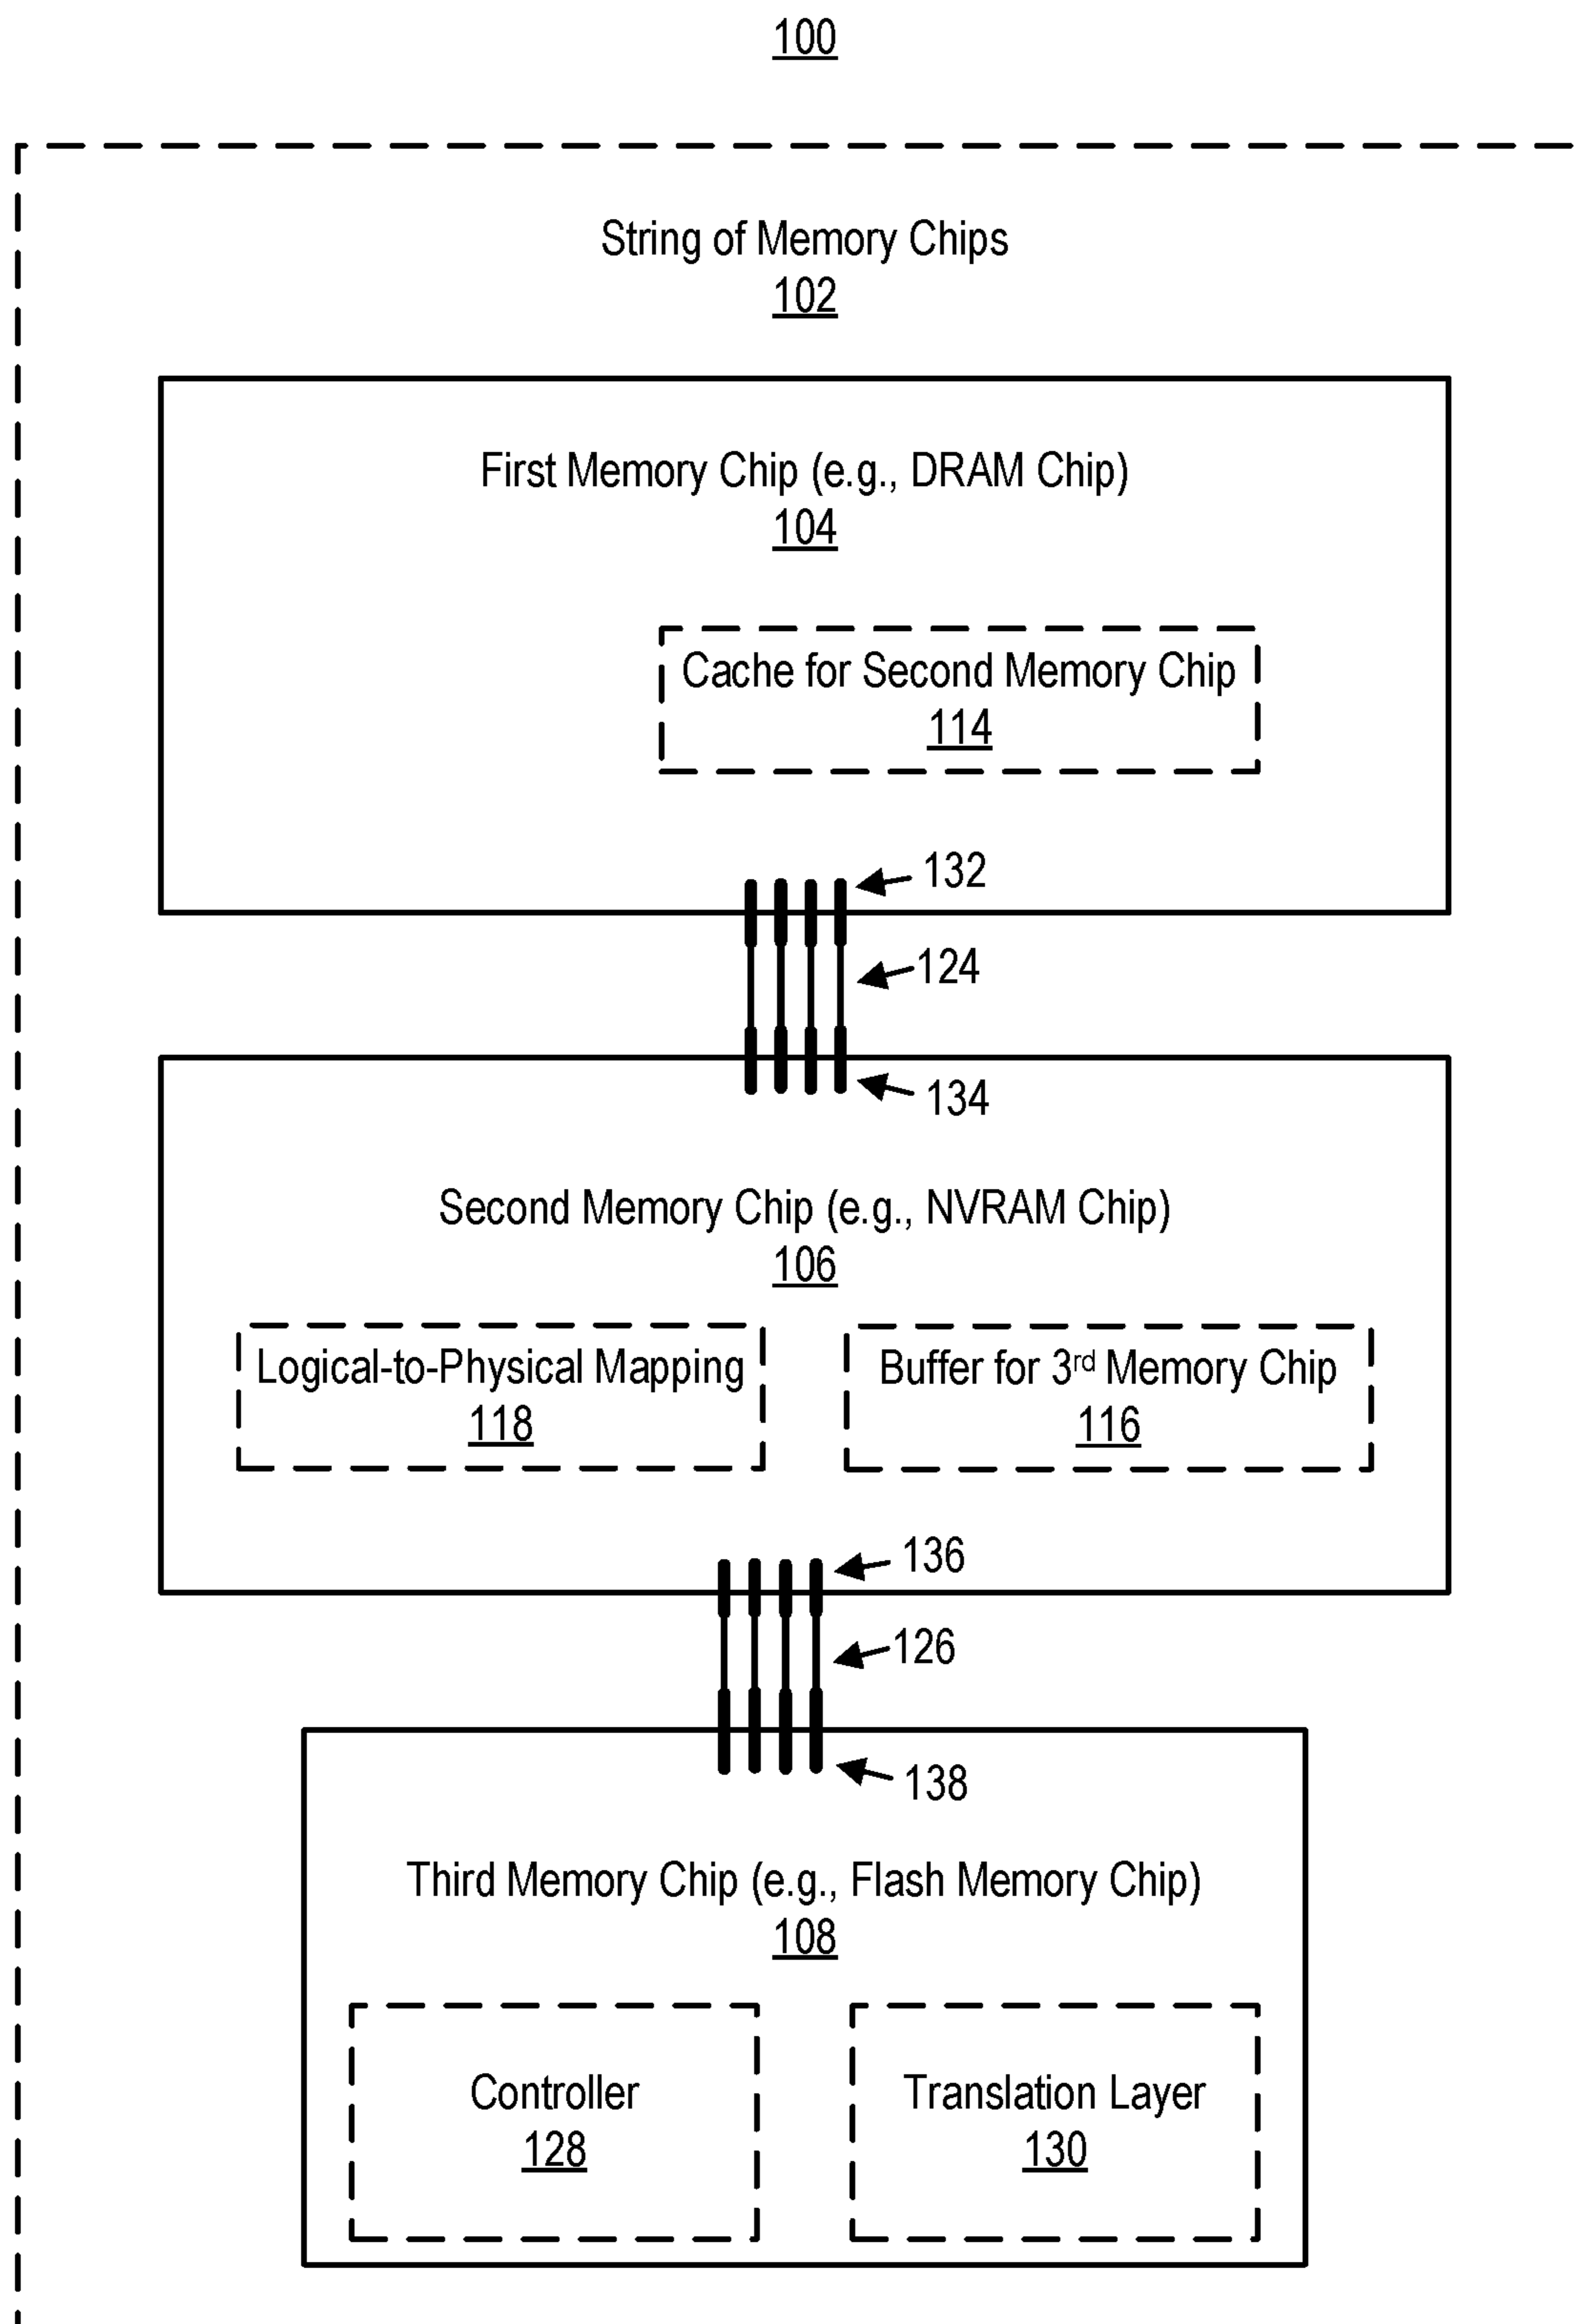 100
String of Memory Chips
102
First Memory Chip (e.g., DRAM Chip)
104
Cache for Second Memory Chip
114
132
124
134
Second Memory Chip (e.g., NVRAM Chip)
106
Logical-to-Physical Mapping
118
Buffer for 3rd Memory Chip
116
136
126
138
Third Memory Chip (e.g., Flash Memory Chip)
108
Controller
128
Translation Layer
130